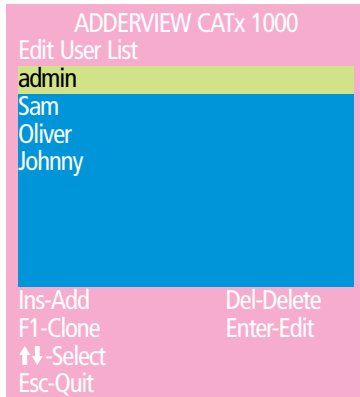 ADDERVIEW CATx 1000
Edit User List
admin
Sam
Oliver
Johnny
Ins-Add Del-Delete
F1-Clone Enter-Edit
⬆⬇-Select
Esc-Quit